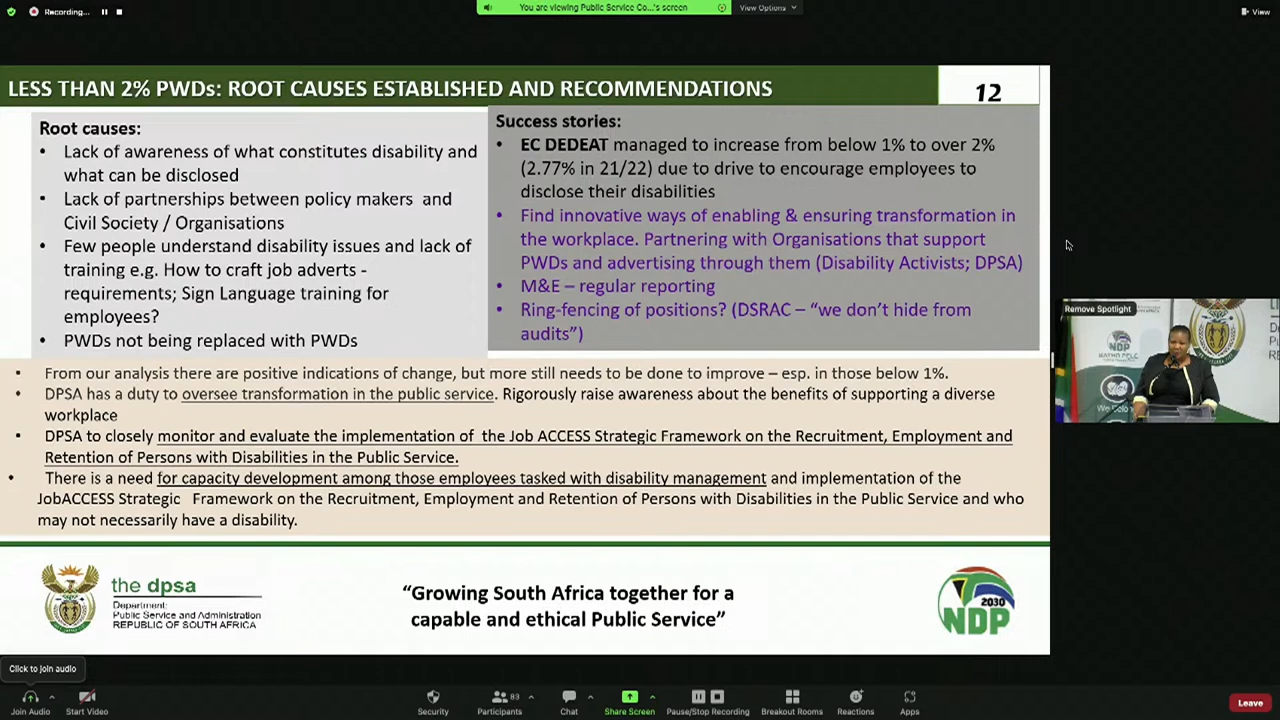 Recording...
You are viewing Public Service Co...'s screen
View Options
View
LESS THAN 2% PWDs: ROOT CAUSES ESTABLISHED AND RECOMMENDATIONS
12
Root causes:
• Lack of awareness of what constitutes disability and
what can be disclosed
• Lack of partnerships between policy makers and
Civil Society / Organisations
• Few people understand disability issues and lack of
training e.g. How to craft job adverts -
requirements; Sign Language training for
employees?
• PWDs not being replaced with PWDs
Success stories:
• EC DEDEAT managed to increase from below 1% to over 2%
(2.77% in 21/22) due to drive to encourage employees to
disclose their disabilities
• Find innovative ways of enabling & ensuring transformation in
the workplace. Partnering with Organisations that support
PWDs and advertising through them (Disability Activists; DPSA)
• M&E – regular reporting
• Ring-fencing of positions? (DSRAC – “we don’t hide from
audits”)
• From our analysis there are positive indications of change, but more still needs to be done to improve – esp. in those below 1%.
• DPSA has a duty to oversee transformation in the public service. Rigorously raise awareness about the benefits of supporting a diverse
workplace
• DPSA to closely monitor and evaluate the implementation of the Job ACCESS Strategic Framework on the Recruitment, Employment and
Retention of Persons with Disabilities in the Public Service.
• There is a need for capacity development among those employees tasked with disability management and implementation of the
JobACCESS Strategic Framework on the Recruitment, Employment and Retention of Persons with Disabilities in the Public Service and who
may not necessarily have a disability.
the dpsa
Department:
Public Service and Administration
REPUBLIC OF SOUTH AFRICA
“Growing South Africa together for a
capable and ethical Public Service”
2030
NDP
Remove Spotlight
NDP
Click to join audio
Join Audio
Start Video
Security
83
Participants
Chat
Share Screen
Pause/Stop Recording
Breakout Rooms
Reactions
Apps
Leave